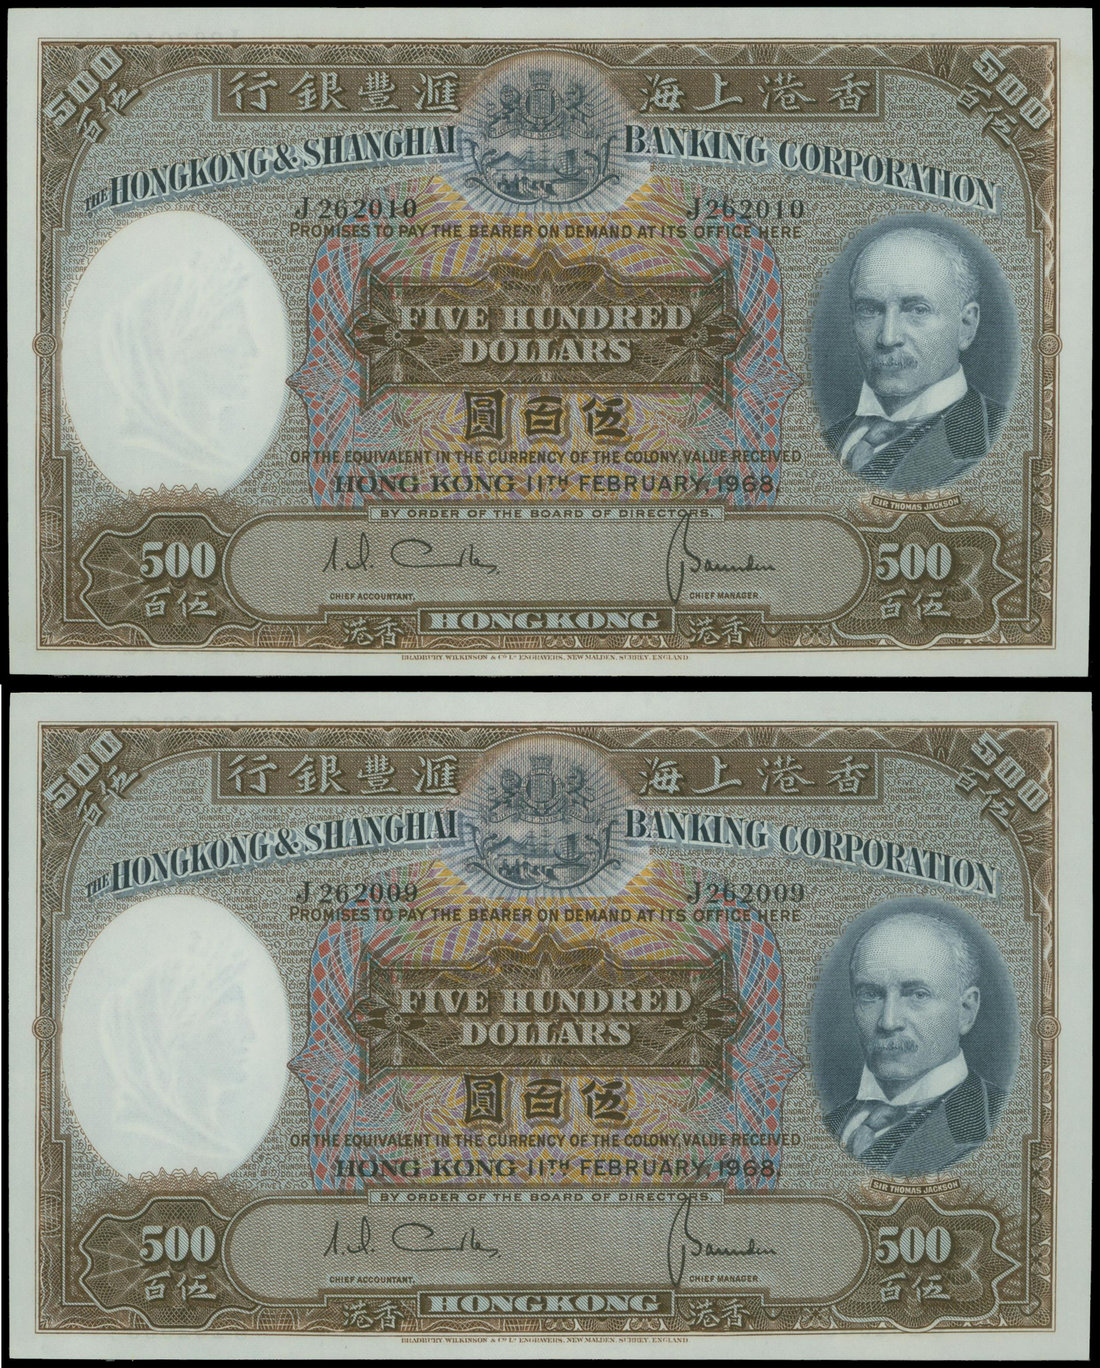 500 500
百伍 百伍
行銀豐滙 海上港香
THE HONGKONG & SHANGHAI BANKING CORPORATION
J262010 J262010
PROMISES TO PAY THE BEARER ON DEMAND AT ITS OFFICE HERE
FIVE HUNDRED
DOLLARS
圓百伍
OR THE EQUIVALENT IN THE CURRENCY OF THE COLONY, VALUE RECEIVED
HONG KONG 11TH FEBRUARY, 1968.
SIR THOMAS JACKSON
BY ORDER OF THE BOARD OF DIRECTORS.
500 500
百伍 百伍
CHIEF ACCOUNTANT. CHIEF MANAGER.
港香 HONGKONG 港香
BRADBURY, WILKINSON & Co Ld ENGRAVERS, NEW MALDEN, SURREY, ENGLAND.
500 500
百伍 百伍
行銀豐滙 海上港香
THE HONGKONG & SHANGHAI BANKING CORPORATION
J262009 J262009
PROMISES TO PAY THE BEARER ON DEMAND AT ITS OFFICE HERE
FIVE HUNDRED
DOLLARS
圓百伍
OR THE EQUIVALENT IN THE CURRENCY OF THE COLONY, VALUE RECEIVED
HONG KONG 11TH FEBRUARY, 1968.
SIR THOMAS JACKSON
BY ORDER OF THE BOARD OF DIRECTORS.
500 500
百伍 百伍
CHIEF ACCOUNTANT. CHIEF MANAGER.
港香 HONGKONG 港香
BRADBURY, WILKINSON & Co Ld ENGRAVERS, NEW MALDEN, SURREY, ENGLAND.